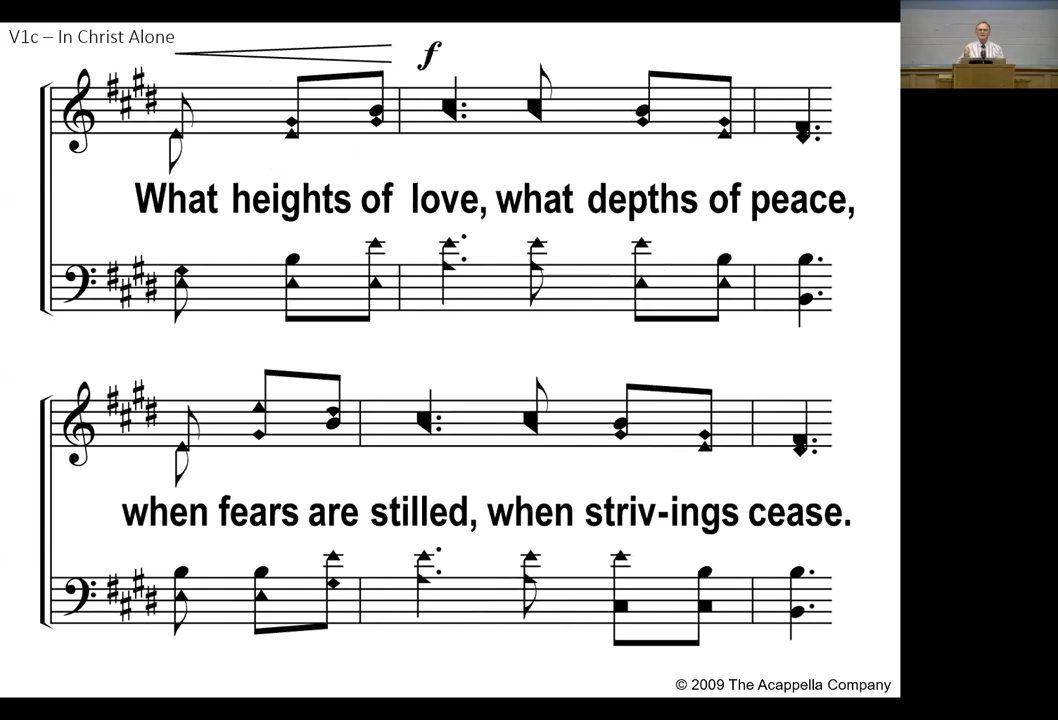 V1c – In Christ Alone
f
What heights of love, what depths of peace,
when fears are stilled, when striv-ings cease.
© 2009 The Acappella Company